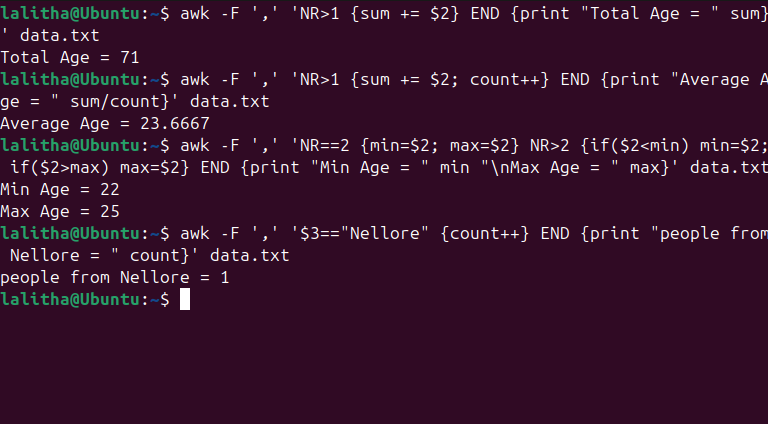 lalitha@Ubuntu:~$ awk -F ',' 'NR>1 {sum += $2} END {print "Total Age = " sum}
' data.txt
Total Age = 71
lalitha@Ubuntu:~$ awk -F ',' 'NR>1 {sum += $2; count++} END {print "Average A
ge = " sum/count}' data.txt
Average Age = 23.6667
lalitha@Ubuntu:~$ awk -F ',' 'NR==2 {min=$2; max=$2} NR>2 {if($2<min) min=$2;
 if($2>max) max=$2} END {print "Min Age = " min "\nMax Age = " max}' data.txt
Min Age = 22
Max Age = 25
lalitha@Ubuntu:~$ awk -F ',' '$3=="Nellore" {count++} END {print "people from
 Nellore = " count}' data.txt
people from Nellore = 1
lalitha@Ubuntu:~$